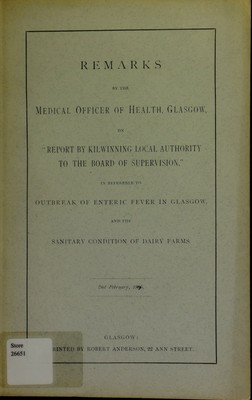 REMARKS
BY THE
MEDICAL OFFICER OF HEALTH, GLASGOW,
ON
"REPORT BY KILWINNING LOCAL AUTHORITY
TO THE BOARD OF SUPERVISION,"
IN REFERENCE TO
OUTBREAK OF ENTERIC FEVER IN GLASGOW,
AND THE
SANITARY CONDITION OF DAIRY FARMS.
February,
Store
26651
GLASGOW:
PRINTED BY ROBERT ANDERSON, 22 ANN STREET.